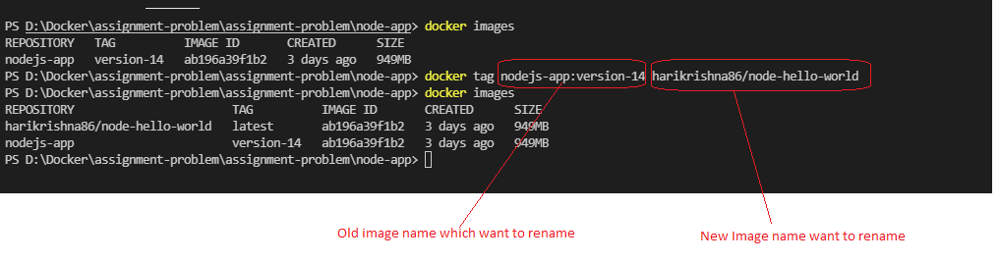 PS D:\Docker\assignment-problem\assignment-problem\node-app> docker images
REPOSITORY TAG IMAGE ID CREATED SIZE
nodejs-app version-14 ab196a39f1b2 3 days ago 949MB
PS D:\Docker\assignment-problem\assignment-problem\node-app> docker tag nodejs-app:version-14 harikrishna86/node-hello-world
PS D:\Docker\assignment-problem\assignment-problem\node-app> docker images
REPOSITORY TAG IMAGE ID CREATED SIZE
harikrishna86/node-hello-world latest ab196a39f1b2 3 days ago 949MB
nodejs-app version-14 ab196a39f1b2 3 days ago 949MB
PS D:\Docker\assignment-problem\assignment-problem\node-app>
Old image name which want to rename
New Image name want to rename